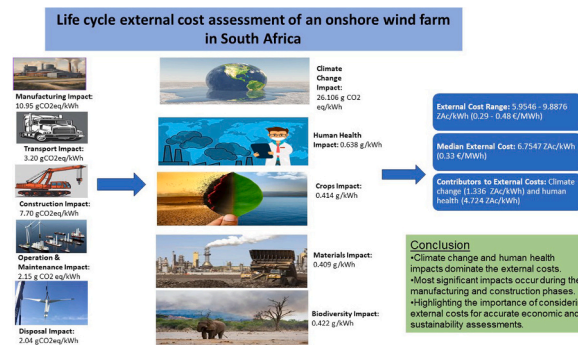 Life cycle external cost assessment of an onshore wind farm
in South Africa
Manufacturing Impact:
10.95 gCO2eq/kWh
Transport Impact:
3.20 gCO2eq/kWh
Construction Impact:
7.70 gCO2eq/kWh
Operation &
Maintenance Impact:
2.15 g CO2 eq/kWh
Disposal Impact:
2.04 gCO2eq/kWh
Climate
Change
Impact:
26.106 g CO2
eq/kWh
Human Health
Impact: 0.638 g/kWh
Crops Impact:
0.414 g/kWh
Materials Impact:
0.409 g/kWh
Biodiversity Impact:
0.422 g/kWh
External Cost Range: 5.9546 - 9.8876
ZAc/kWh (0.29 - 0.48 €/MWh)
Median External Cost: 6.7547 ZAc/kWh
(0.33 €/MWh)
Contributors to External Costs: Climate
change (1.336 ZAc/kWh) and human
health (4.724 ZAc/kWh)
Conclusion
•Climate change and human health
impacts dominate the external costs.
•Most significant impacts occur during the
manufacturing and construction phases.
•Highlighting the importance of consideri
external costs for accurate economic and
sustainability assessments.